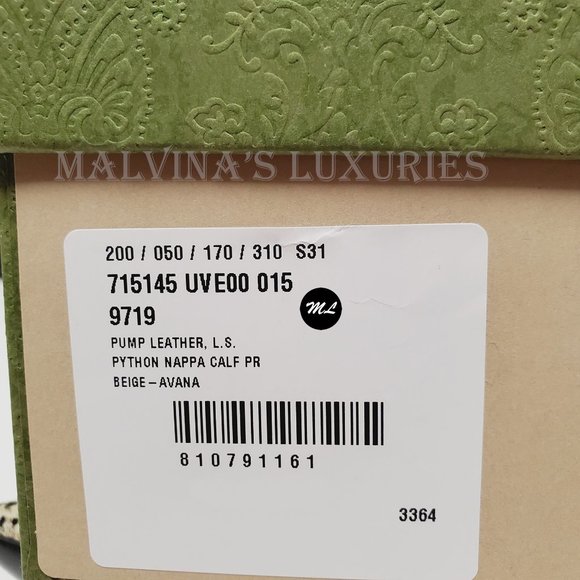 MALVINA'S LUXURIES
200 / 050 / 170 / 310 S31
715145 UVE00 015
9719
ML
PUMP LEATHER, L.S.
PYTHON NAPPA CALF PR
BEIGE-AVANA
810791161
3364